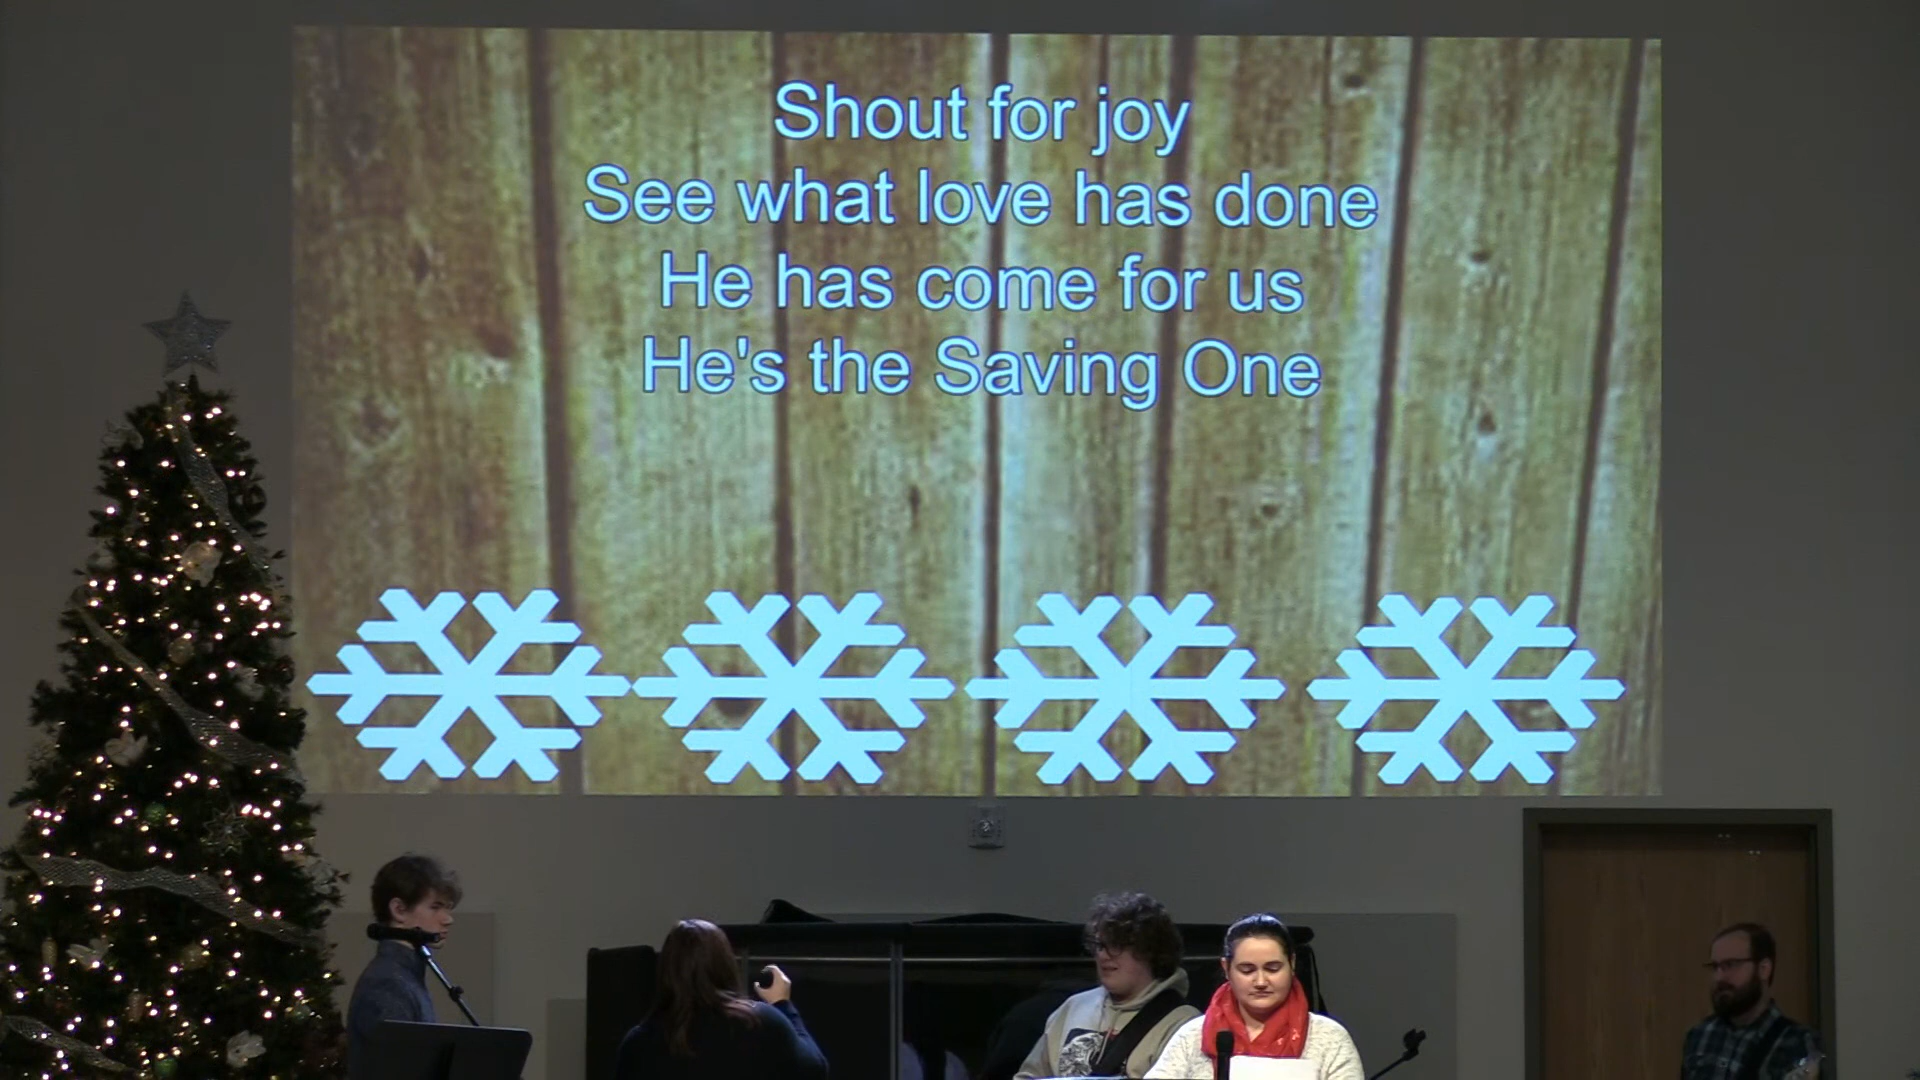 Shout for joy
See what love has done
He has come for us
He's the Saving One